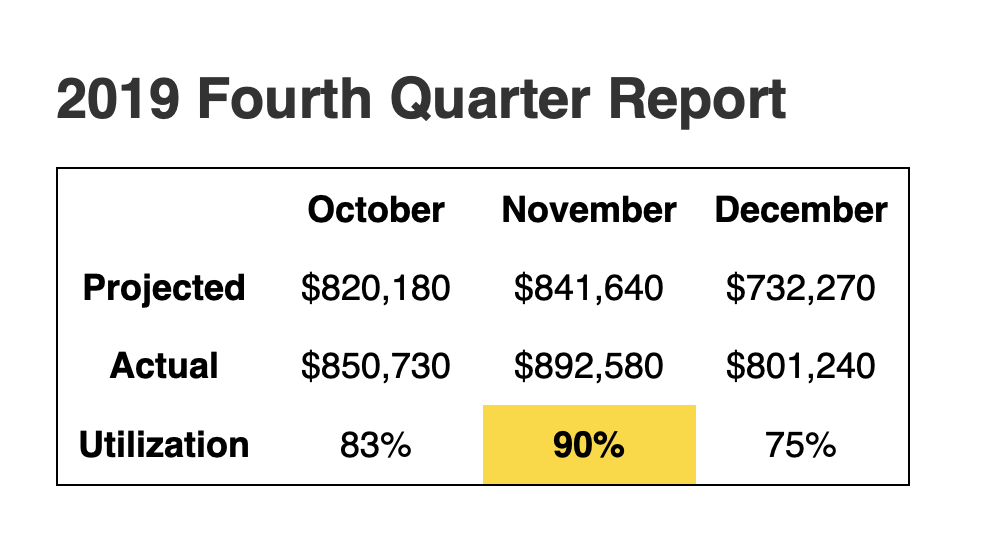 2019 Fourth Quarter Report
October November December
Projected $820,180 $841,640 $732,270
Actual $850,730 $892,580 $801,240
Utilization 83% 90% 75%